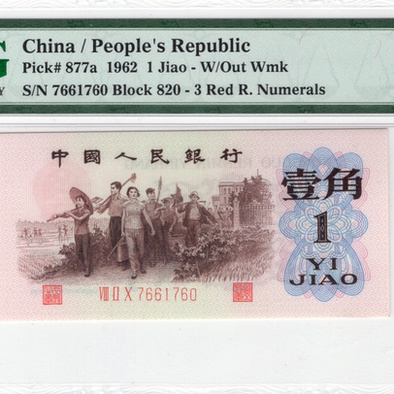 China / People's Republic
Pick# 877a 1962 1 Jiao - W/Out Wmk
S/N 7661760 Block 820 - 3 Red R. Numerals
中國人民銀行
壹角
1
YI
JIAO
VIII II X 7661760